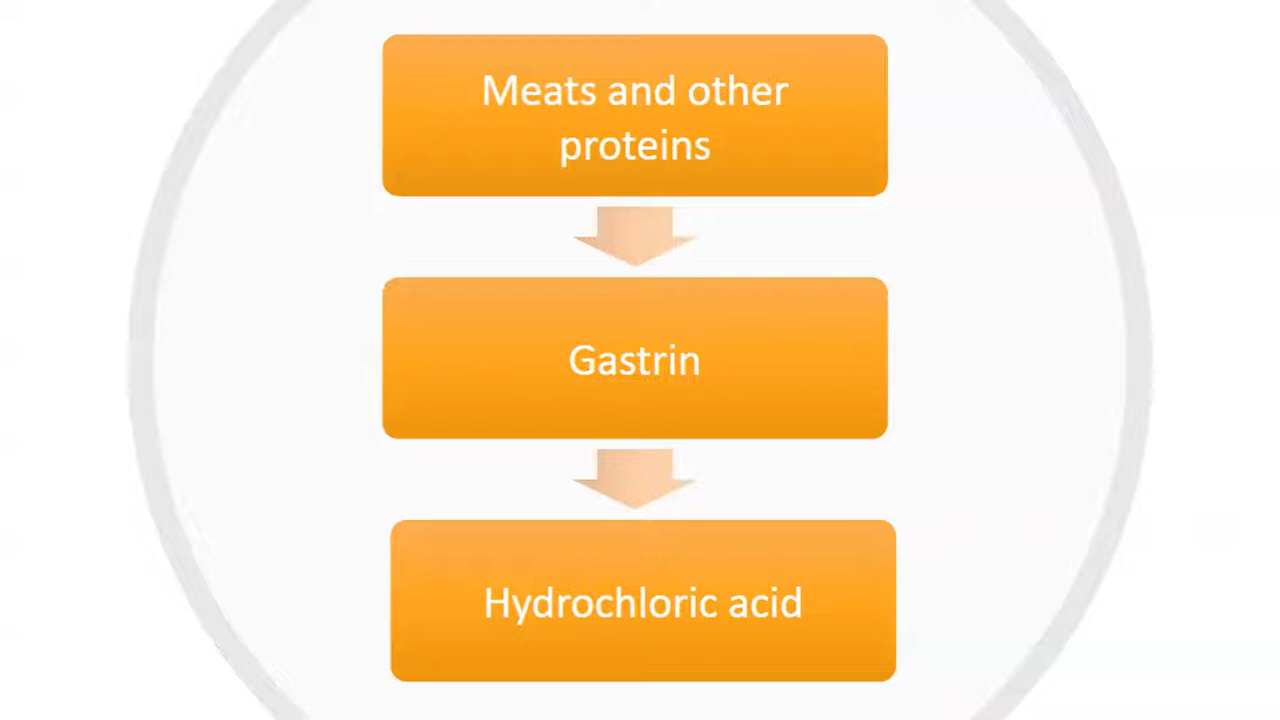 Meats and other
proteins
Gastrin
Hydrochloric acid